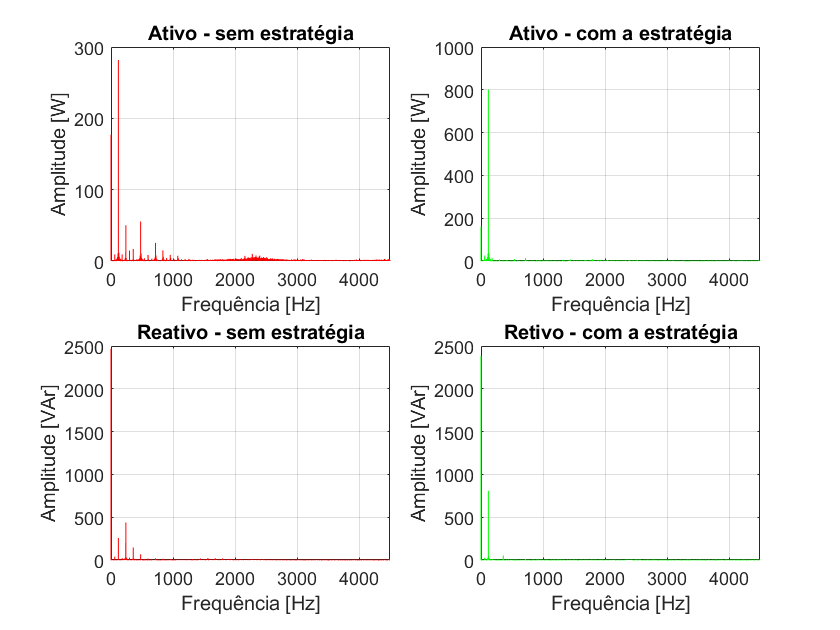 Ativo - sem estratégia
300
200
100
0
Amplitude [W]
0 1000 2000 3000 4000
Frequência [Hz]
Ativo - com a estratégia
1000
800
600
400
200
0
Amplitude [W]
0 1000 2000 3000 4000
Frequência [Hz]
Reativo - sem estratégia
2500
2000
1500
1000
500
0
Amplitude [VAr]
0 1000 2000 3000 4000
Frequência [Hz]
Retivo - com a estratégia
2500
2000
1500
1000
500
0
Amplitude [VAr]
0 1000 2000 3000 4000
Frequência [Hz]